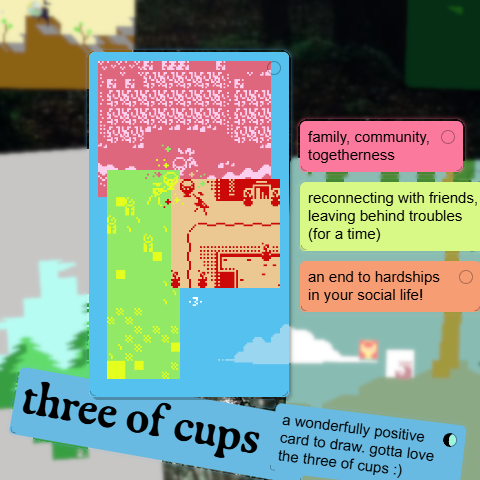 family, community,
togetherness
reconnecting with friends,
leaving behind troubles
(for a time)
an end to hardships
in your social life!
three of cups
a wonderfully positive
card to draw. gotta love
the three of cups :)